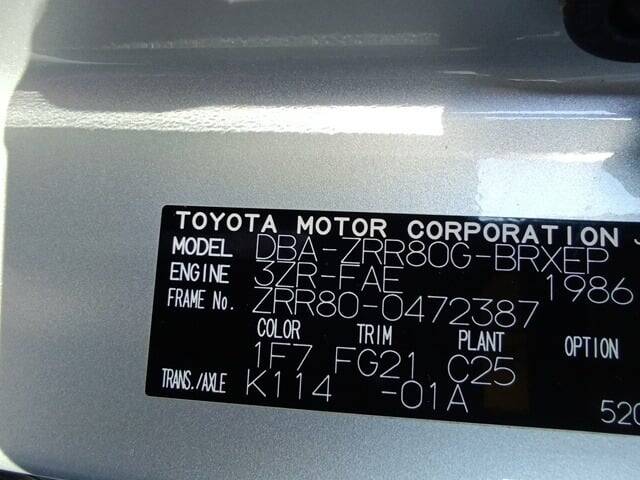 TOYOTA MOTOR CORPORATION
MODEL DBA-ZRR80G-BRXEP
ENGINE 3ZR-FAE 1986
FRAME No. ZRR80-0472387
COLOR TRIM PLANT OPTION
1F7 FG21 C25
TRANS./AXLE K114 -01A
520